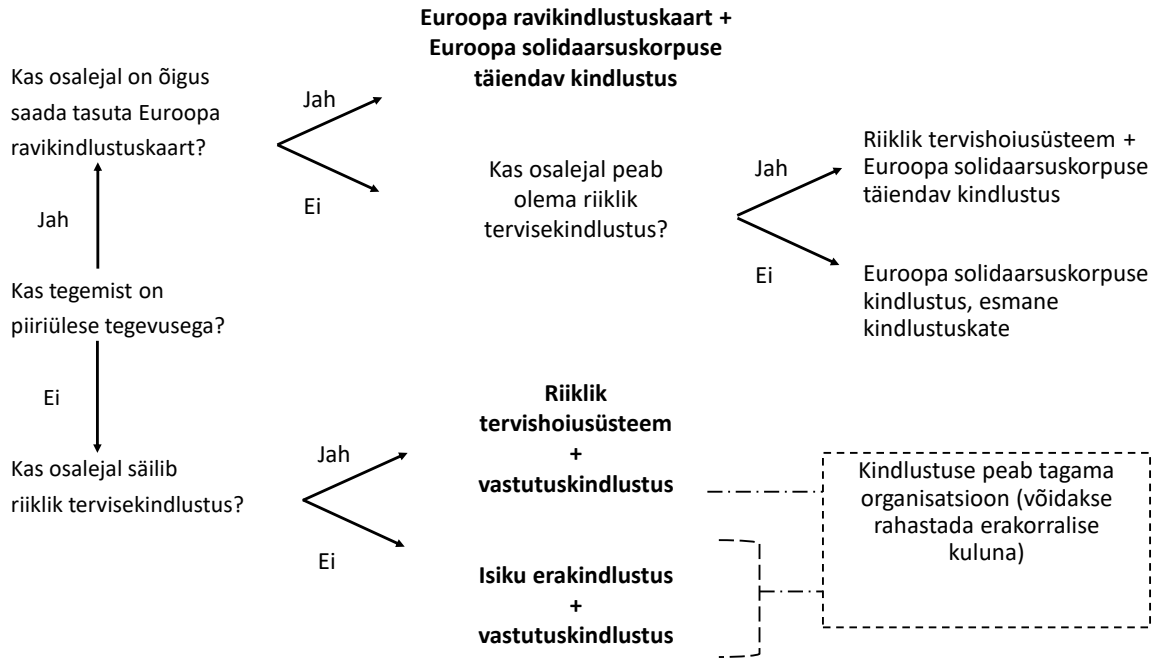 Euroopa ravikindlustuskaart +
Euroopa solidaarsuskorpuse
täiendav kindlustus
Kas osalejal on õigus
saada tasuta Euroopa
ravikindlustuskaart?
Jah
Ei
Kas osalejal peab
olema riiklik
tervisekindlustus?
Jah
Ei
Riiklik tervishoiusüsteem +
Euroopa solidaarsuskorpuse
täiendav kindlustus
Euroopa solidaarsuskorpuse
kindlustus, esmane
kindlustuskate
Jah
Kas tegemist on
piiriülese tegevusega?
Ei
Kas osalejal säilib
riiklik tervisekindlustus?
Jah
Ei
Riiklik
tervishoiusüsteem
+
vastutuskindlustus
Isiku erakindlustus
+
vastutuskindlustus
Kindlustuse peab tagama
organisatsioon (võidakse
rahastada erakorralise
kuluna)